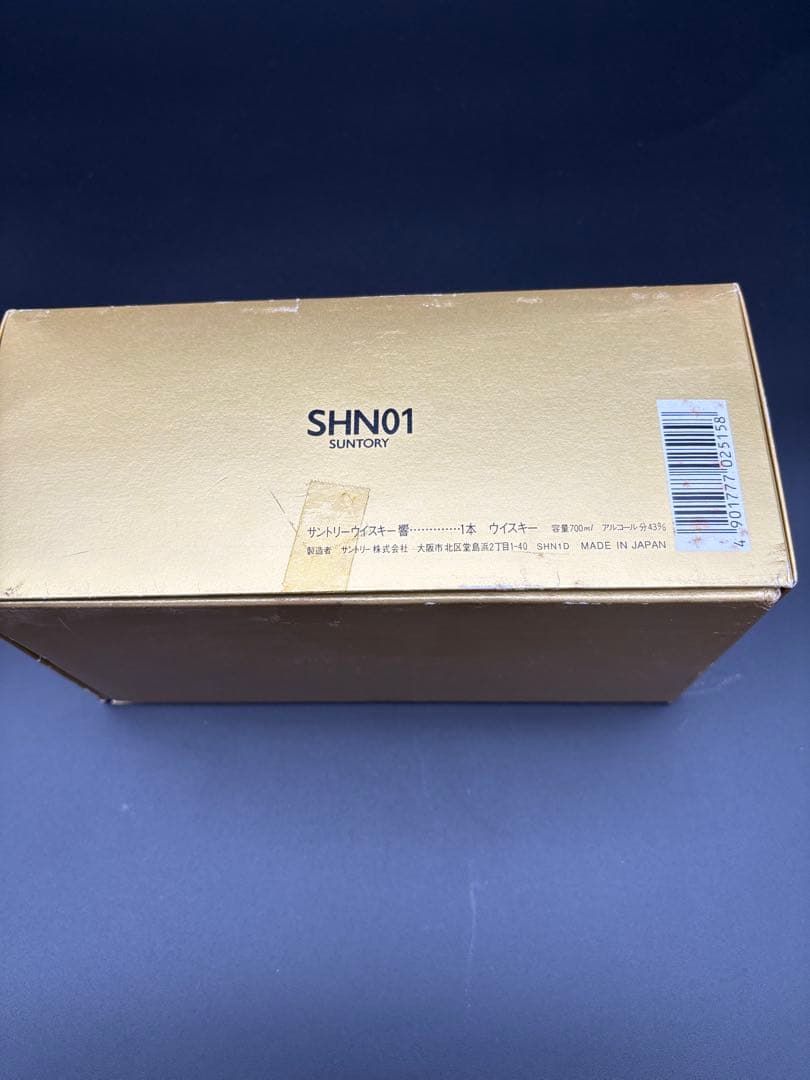 SHN01
SUNTORY
サントリーウイスキー響…………1本 ウイスキー 容量700ml アルコール分43%
製造者 サントリー株式会社 大阪市北区堂島浜2丁目1-40 SHN1D MADE IN JAPAN
4 901777 025158